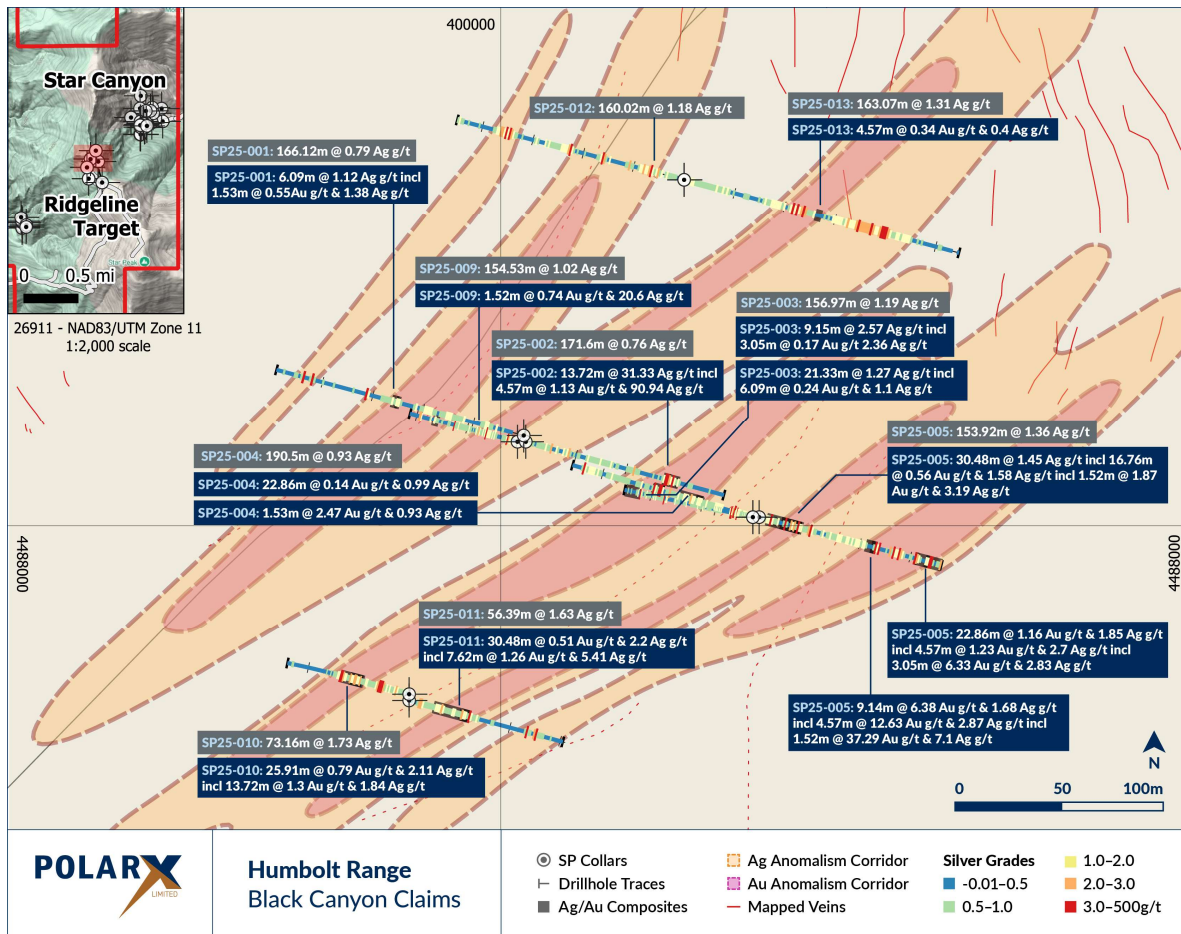 400000
Star Canyon
Ridgeline
Target
Star Peak
0 0.5 mi
26911 - NAD83/UTM Zone 11
1:2,000 scale
SP25-012: 160.02m @ 1.18 Ag g/t
SP25-013: 163.07m @ 1.31 Ag g/t
SP25-013: 4.57m @ 0.34 Au g/t & 0.4 Ag g/t
SP25-001: 166.12m @ 0.79 Ag g/t
SP25-001: 6.09m @ 1.12 Ag g/t incl
1.53m @ 0.55Au g/t & 1.38 Ag g/t
SP25-009: 154.53m @ 1.02 Ag g/t
SP25-009: 1.52m @ 0.74 Au g/t & 20.6 Ag g/t
SP25-003: 156.97m @ 1.19 Ag g/t
SP25-003: 9.15m @ 2.57 Ag g/t incl
3.05m @ 0.17 Au g/t 2.36 Ag g/t
SP25-003: 21.33m @ 1.27 Ag g/t incl
6.09m @ 0.24 Au g/t & 1.1 Ag g/t
SP25-002: 171.6m @ 0.76 Ag g/t
SP25-002: 13.72m @ 31.33 Ag g/t incl
4.57m @ 1.13 Au g/t & 90.94 Ag g/t
SP25-004: 190.5m @ 0.93 Ag g/t
SP25-004: 22.86m @ 0.14 Au g/t & 0.99 Ag g/t
SP25-004: 1.53m @ 2.47 Au g/t & 0.93 Ag g/t
SP25-005: 153.92m @ 1.36 Ag g/t
SP25-005: 30.48m @ 1.45 Ag g/t incl 16.76m
@ 0.56 Au g/t & 1.58 Ag g/t incl 1.52m @ 1.87
Au g/t & 3.19 Ag g/t
4488000
4488000
SP25-011: 56.39m @ 1.63 Ag g/t
SP25-011: 30.48m @ 0.51 Au g/t & 2.2 Ag g/t
incl 7.62m @ 1.26 Au g/t & 5.41 Ag g/t
SP25-005: 22.86m @ 1.16 Au g/t & 1.85 Ag g/t
incl 4.57m @ 1.23 Au g/t & 2.7 Ag g/t incl
3.05m @ 6.33 Au g/t & 2.83 Ag g/t
SP25-005: 9.14m @ 6.38 Au g/t & 1.68 Ag g/t
incl 4.57m @ 12.63 Au g/t & 2.87 Ag g/t incl
1.52m @ 37.29 Au g/t & 7.1 Ag g/t
SP25-010: 73.16m @ 1.73 Ag g/t
SP25-010: 25.91m @ 0.79 Au g/t & 2.11 Ag g/t
incl 13.72m @ 1.3 Au g/t & 1.84 Ag g/t
N
0 50 100m
POLARX
LIMITED
Humbolt Range
Black Canyon Claims
SP Collars
Drillhole Traces
Ag/Au Composites
Ag Anomalism Corridor
Au Anomalism Corridor
Mapped Veins
Silver Grades
-0.01–0.5
0.5–1.0
1.0–2.0
2.0–3.0
3.0–500g/t